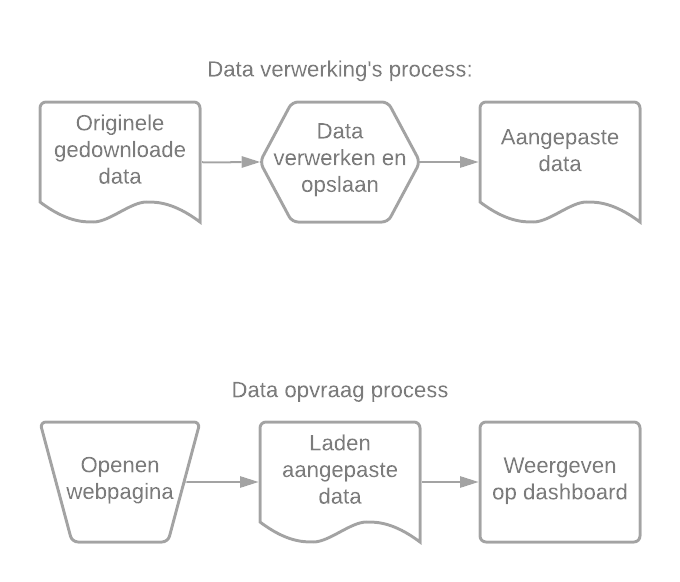 Data verwerking's process:
Originele
gedownloade
data
Data
verwerken en
opslaan
Aangepaste
data
Data opvraag process
Openen
webpagina
Laden
aangepaste
data
Weergeven
op dashboard